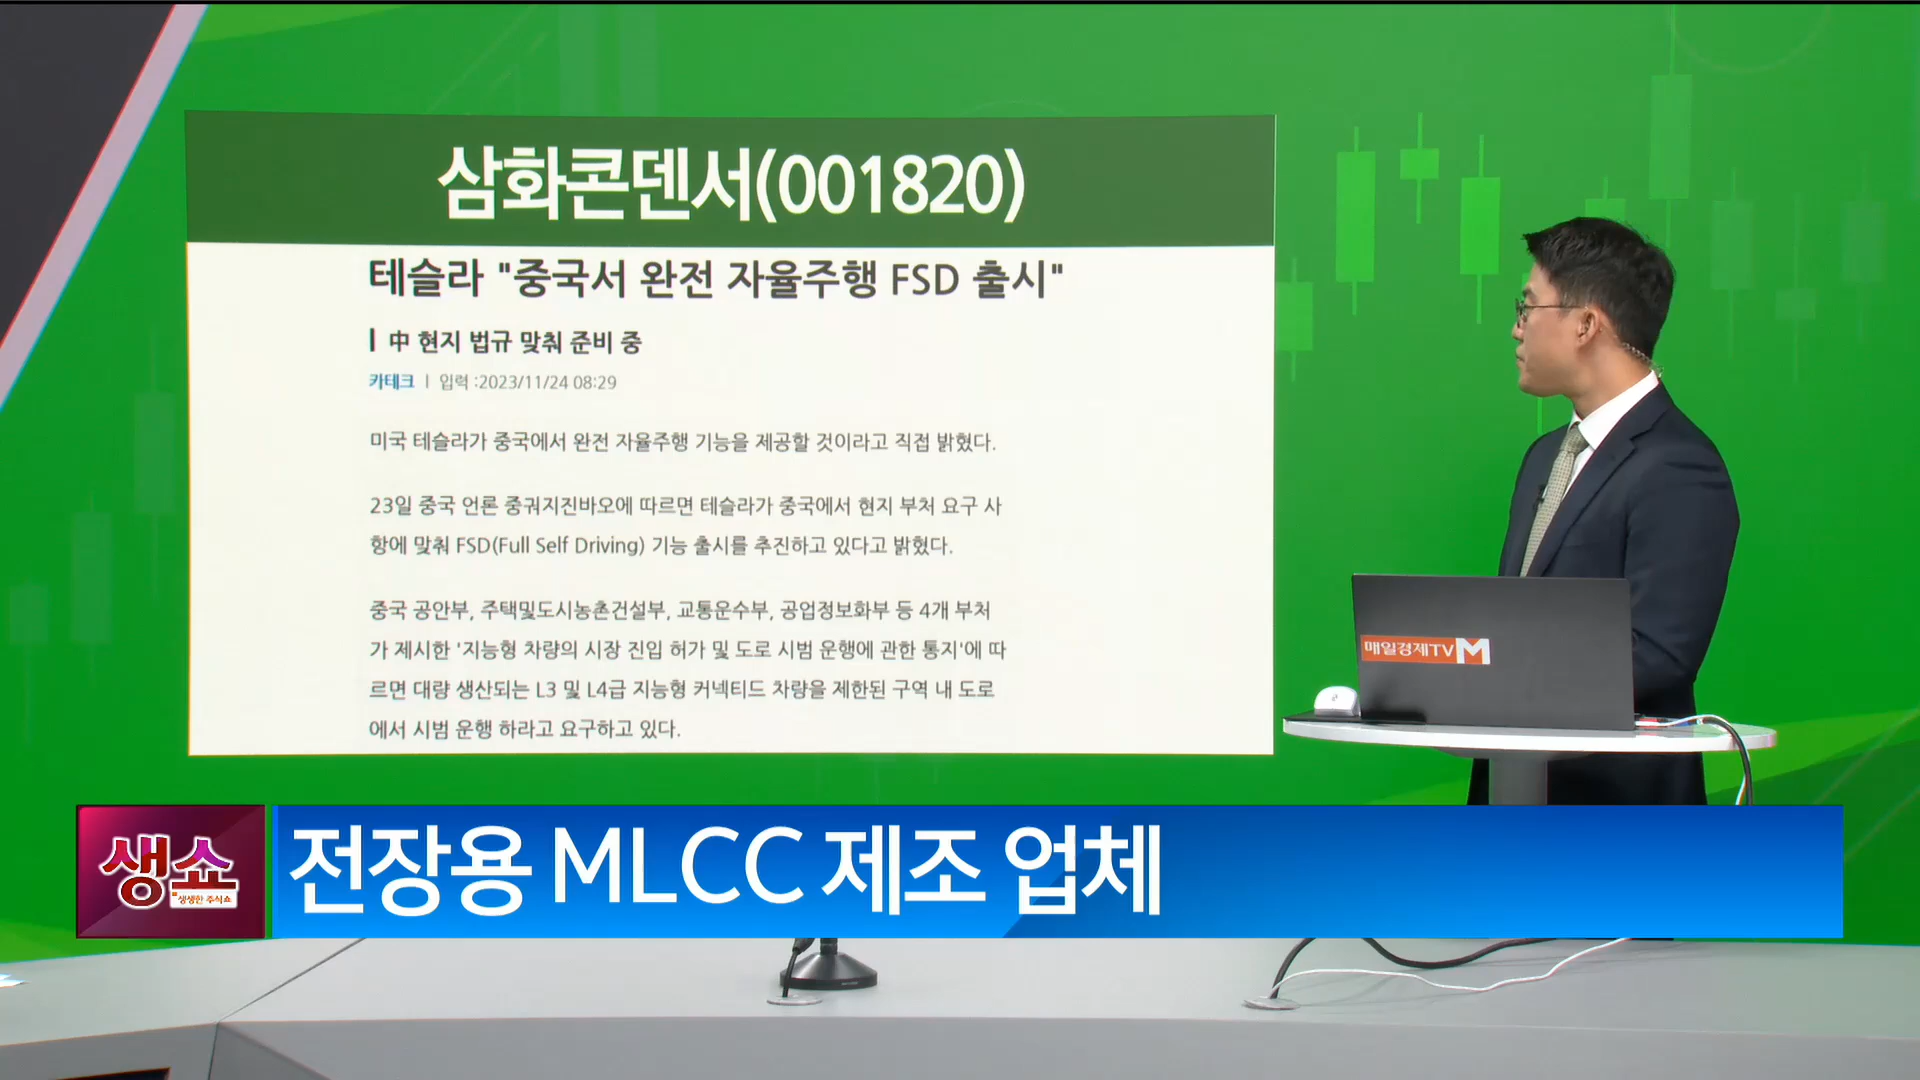 삼화콘덴서(001820)
테슬라 "중국서 완전 자율주행 FSD 출시"
中 현지 법규 맞춰 준비 중
카테크 | 입력 :2023/11/24 08:29
미국 테슬라가 중국에서 완전 자율주행 기능을 제공할 것이라고 직접 밝혔다.
23일 중국 언론 중궈지진바오에 따르면 테슬라가 중국에서 현지 부처 요구 사
항에 맞춰 FSD(Full Self Driving) 기능 출시를 추진하고 있다고 밝혔다.
중국 공안부, 주택및도시농촌건설부, 교통운수부, 공업정보화부 등 4개 부처
가 제시한 '지능형 차량의 시장 진입 허가 및 도로 시범 운행에 관한 통지'에 따
르면 대량 생산되는 L3 및 L4급 지능형 커넥티드 차량을 제한된 구역 내 도로
에서 시범 운행 하라고 요구하고 있다.
매일경제TV M
생쇼
생생한 주식쇼
전장용 MLCC 제조 업체